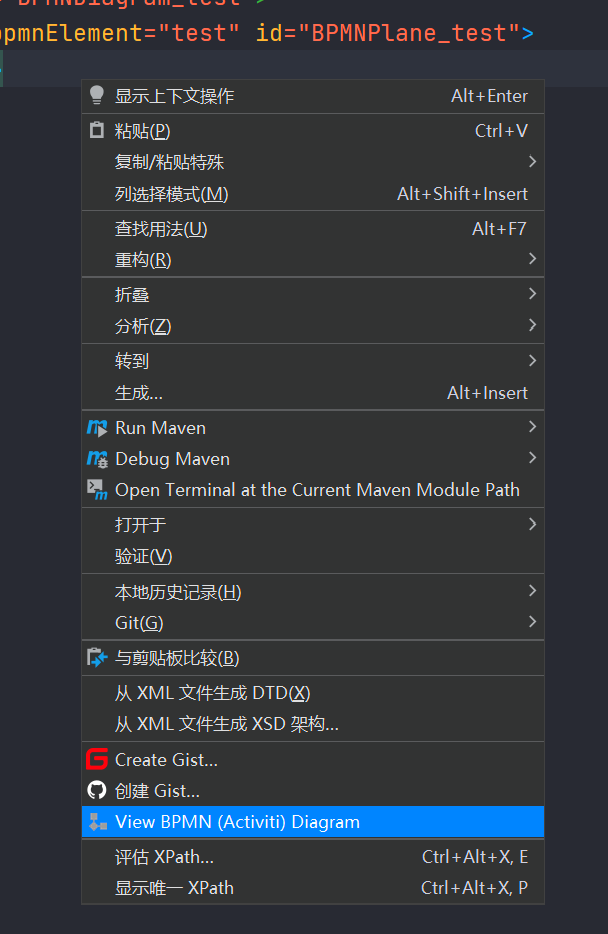 BPMNDiagram_test">
bpmnElement="test" id="BPMNPlane_test">
显示上下文操作 Alt+Enter
粘贴(P) Ctrl+V
复制/粘贴特殊
列选择模式(M) Alt+Shift+Insert
查找用法(U) Alt+F7
重构(R)
折叠
分析(Z)
转到
生成... Alt+Insert
Run Maven
Debug Maven
Open Terminal at the Current Maven Module Path
打开于
验证(V)
本地历史记录(H)
Git(G)
与剪贴板比较(B)
从 XML 文件生成 DTD(X)
从 XML 文件生成 XSD 架构...
Create Gist...
创建 Gist...
View BPMN (Activiti) Diagram
评估 XPath... Ctrl+Alt+X, E
显示唯一 XPath Ctrl+Alt+X, P